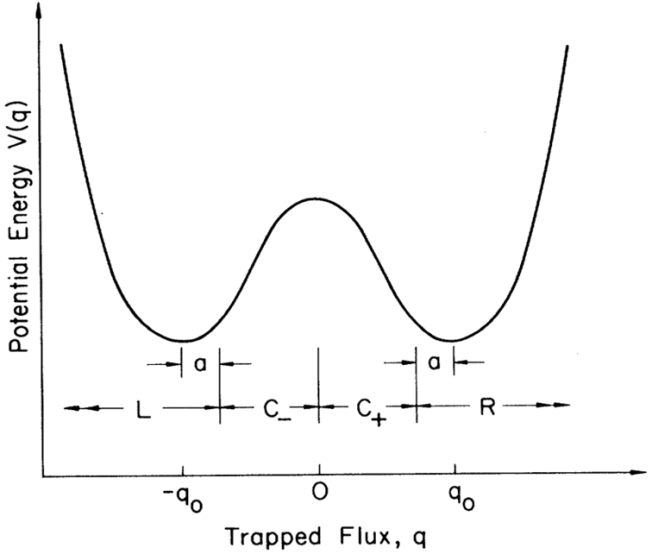 Potential Energy V(q)
a a
L C₋ C₊ R
-q₀ 0 q₀
Trapped Flux, q